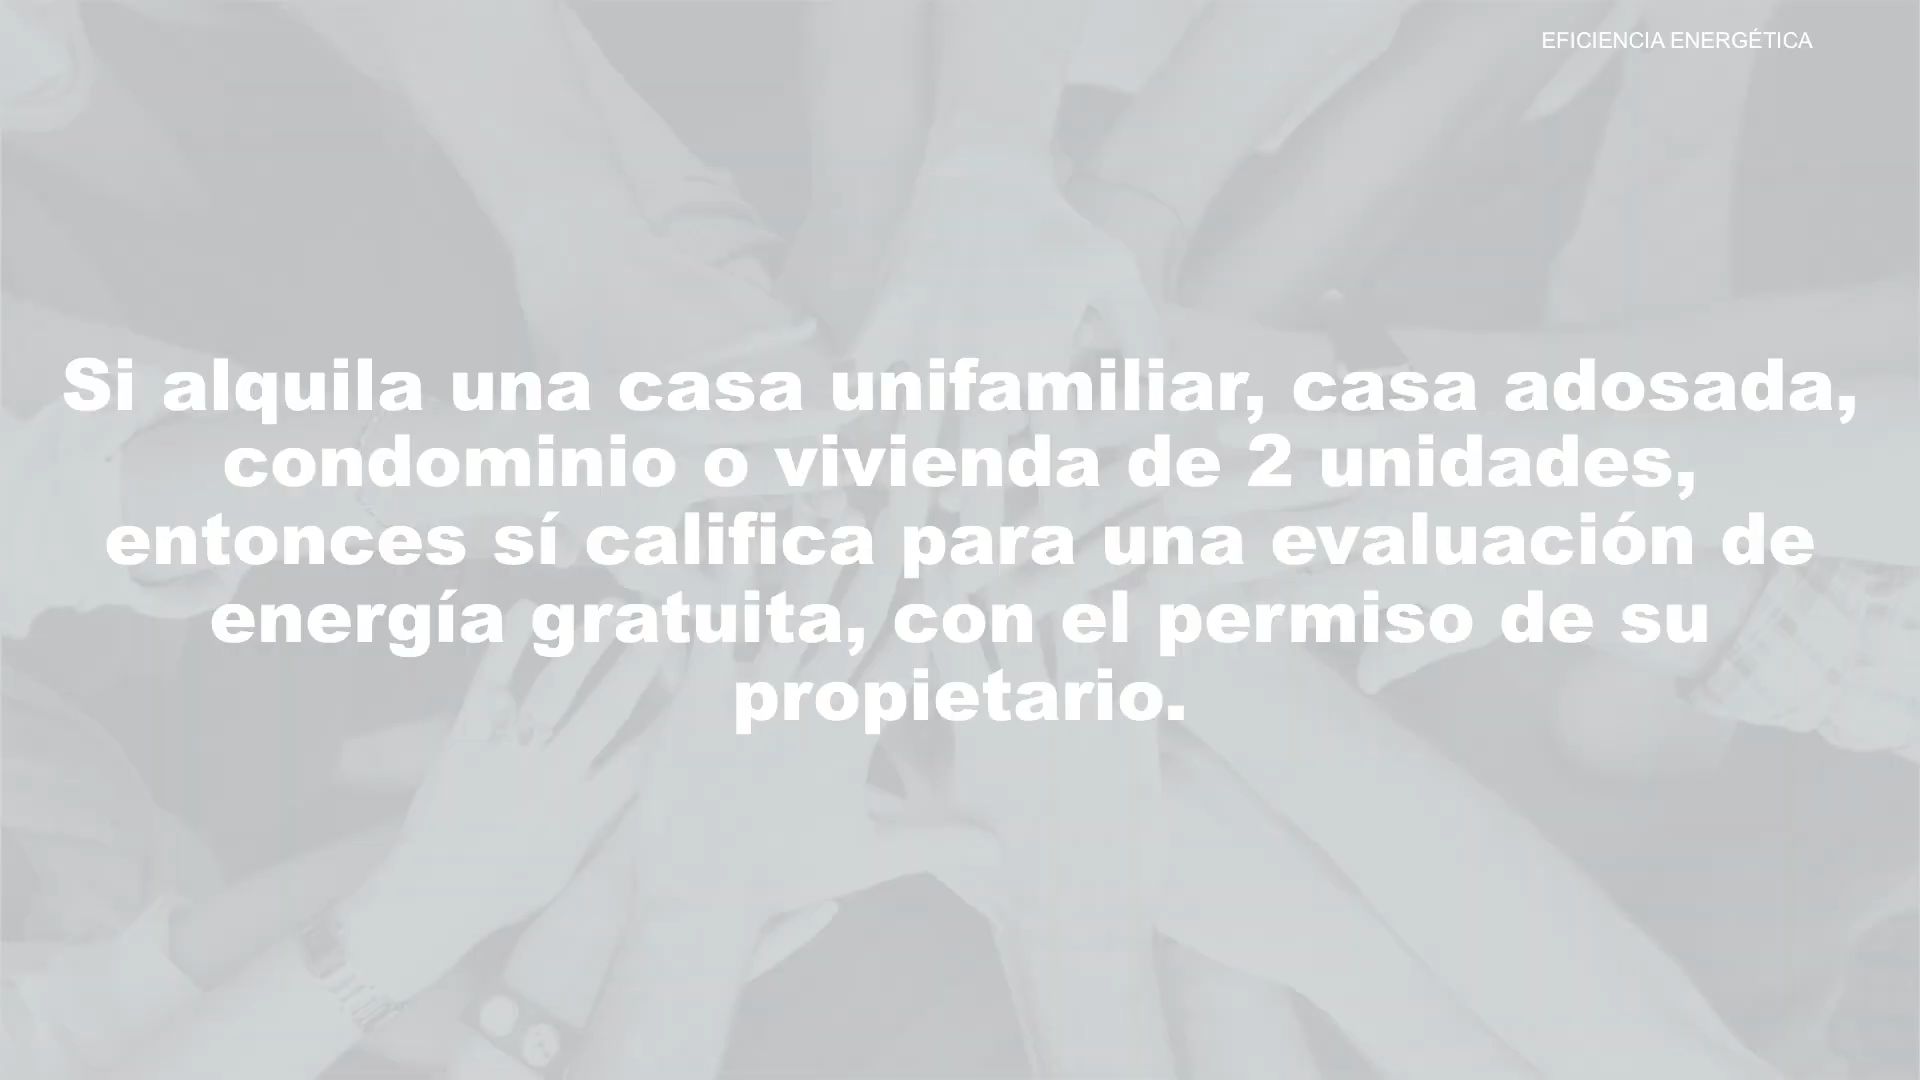 EFICIENCIA ENERGÉTICA
Si alquila una casa unifamiliar, casa adosada,
condominio o vivienda de 2 unidades,
entonces sí califica para una evaluación de
energía gratuita, con el permiso de su
propietario.